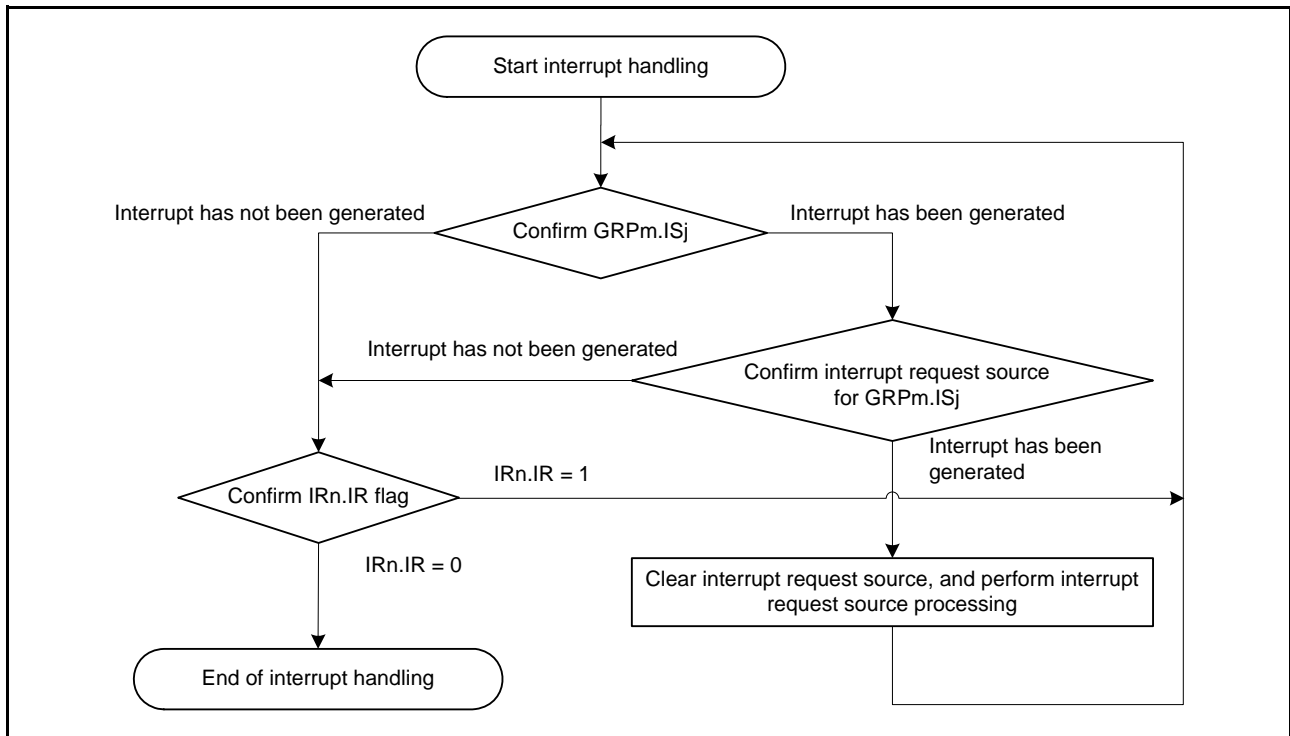 Start interrupt handling
Interrupt has not been generated
Interrupt has been generated
Confirm GRPm.ISj
Interrupt has not been generated
Confirm interrupt request source
for GRPm.ISj
Interrupt has been
generated
Confirm IRn.IR flag
IRn.IR = 1
IRn.IR = 0
Clear interrupt request source, and perform interrupt
request source processing
End of interrupt handling